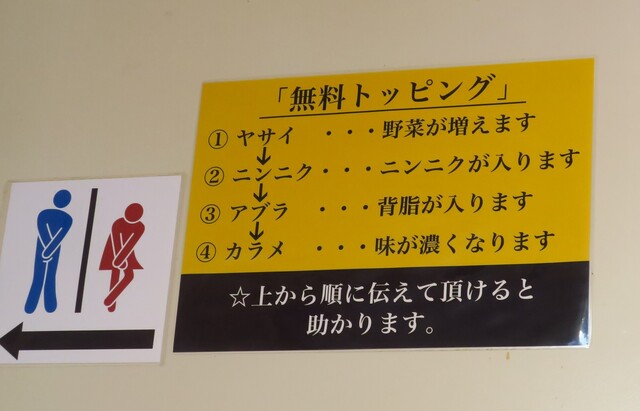 「無料トッピング」
① ヤサイ ・・・野菜が増えます
↓
② ニンニク・・・ニンニクが入ります
↓
③ アブラ ・・・背脂が入ります
↓
④ カラメ ・・・味が濃くなります
☆上から順に伝えて頂けると
助かります。